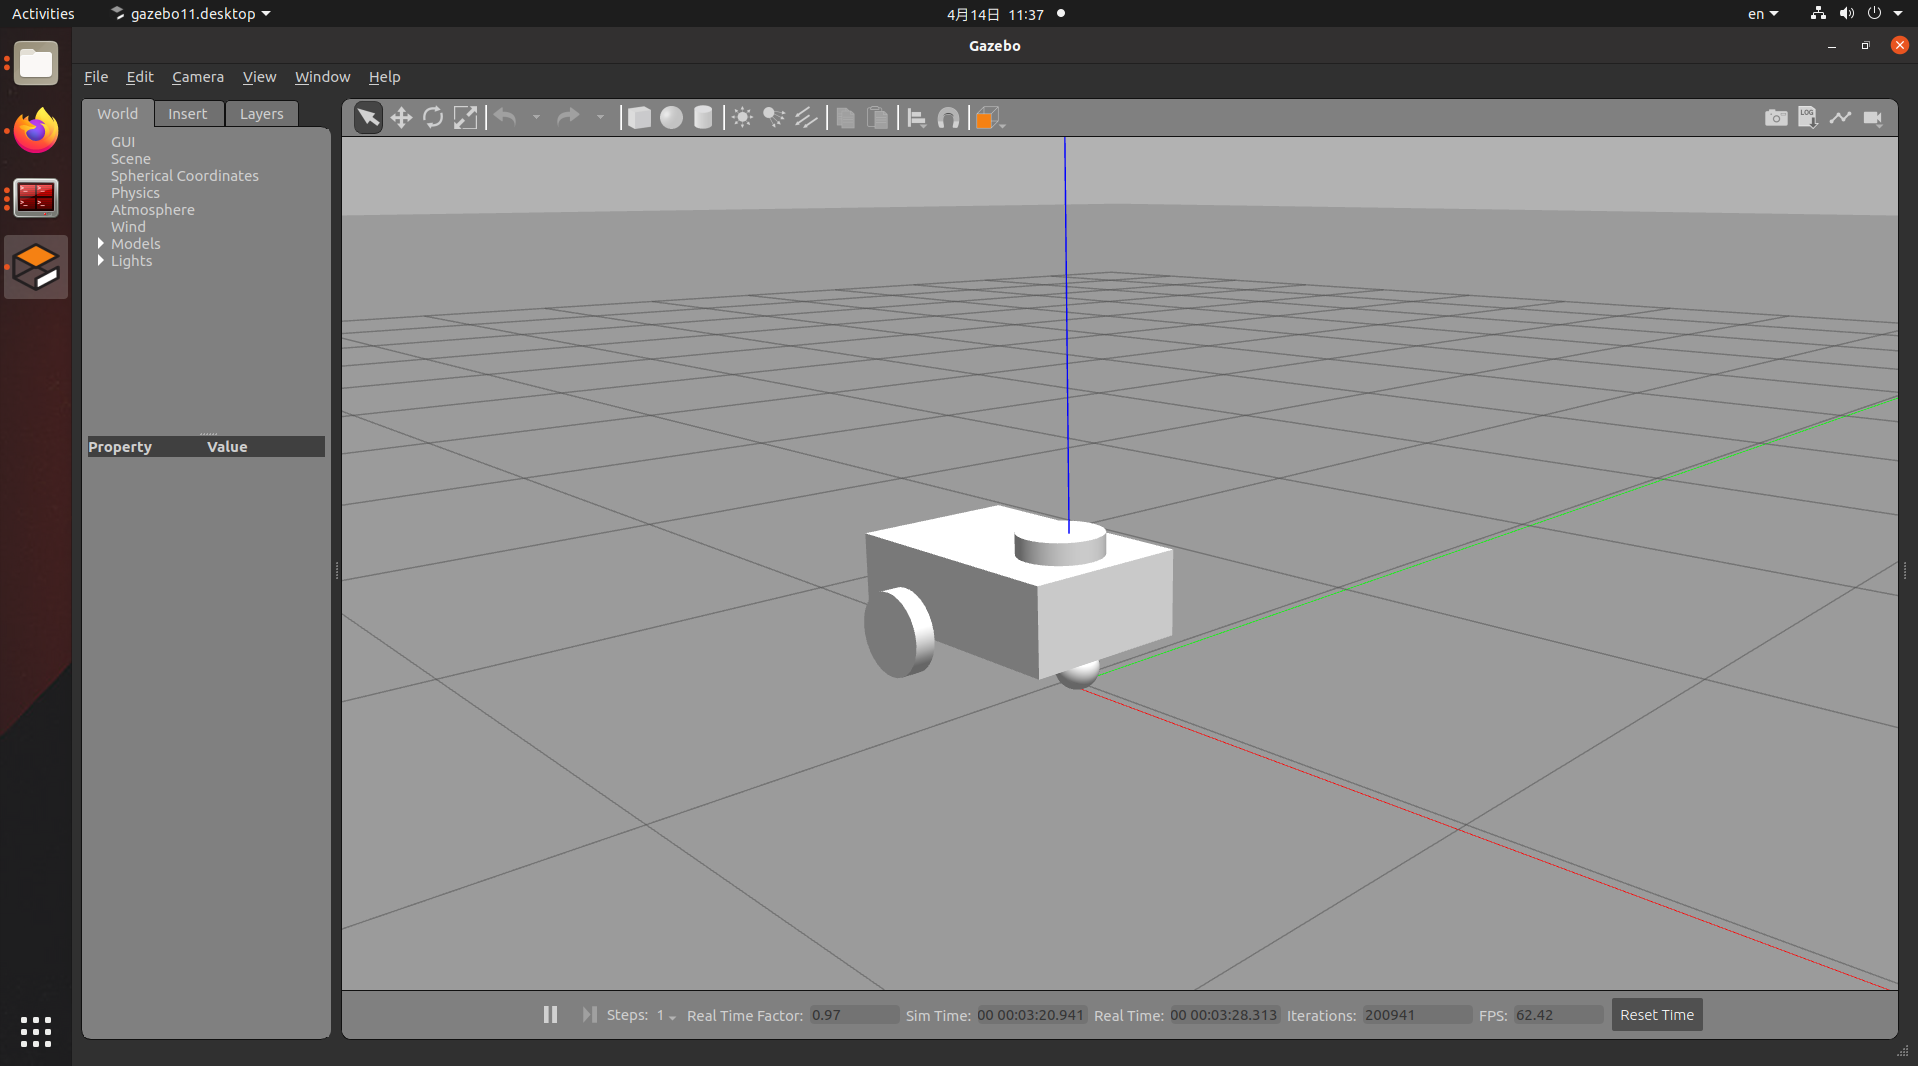 Activities gazebo11.desktop 4月14日 11:37 en
Gazebo
File Edit Camera View Window Help
World Insert Layers
LOG
GUI
Scene
Spherical Coordinates
Physics
Atmosphere
Wind
Models
Lights
Property Value
Steps: 1 Real Time Factor: 0.97 Sim Time: 00 00:03:20.941 Real Time: 00 00:03:28.313 Iterations: 200941 FPS: 62.42 Reset Time